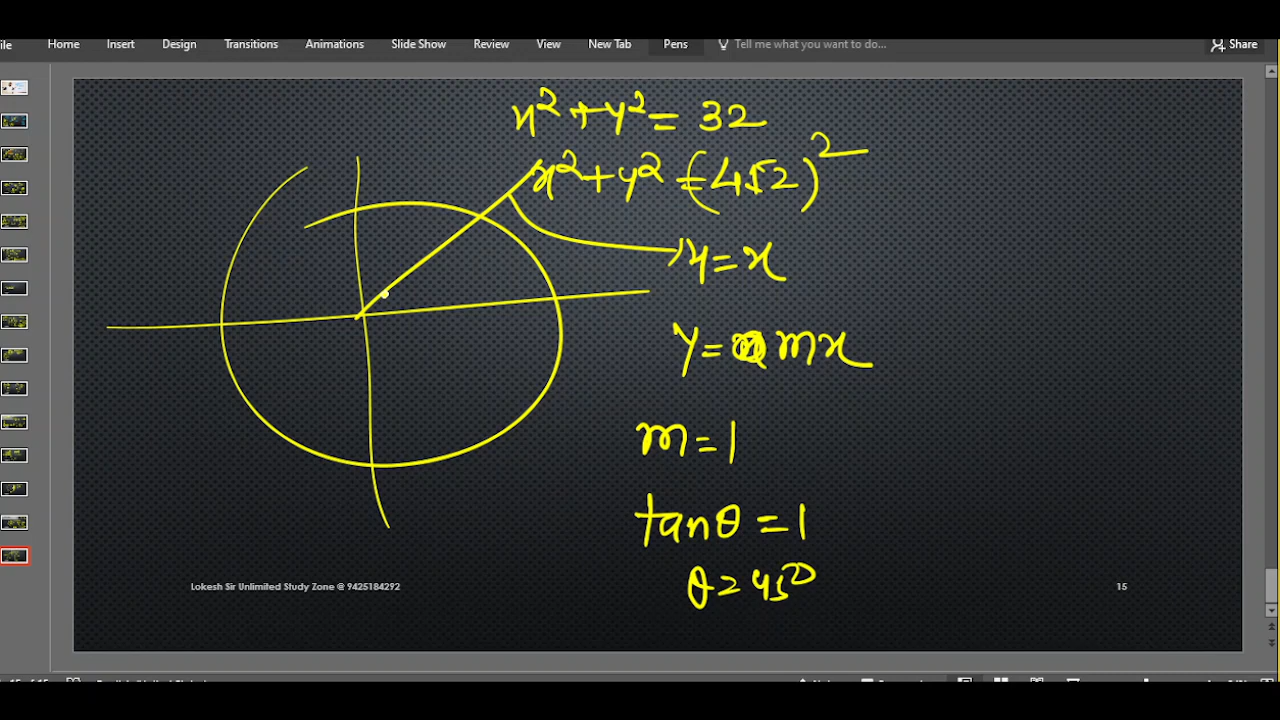 File Home Insert Design Transitions Animations Slide Show Review View New Tab Pens Tell me what you want to do... Share
x²+y²=32
x²+y²=(4√2)²
y=x
y= mx
m=1
tanθ=1
θ=45°
Lokesh Sir Unlimited Study Zone @ 9425184292 15